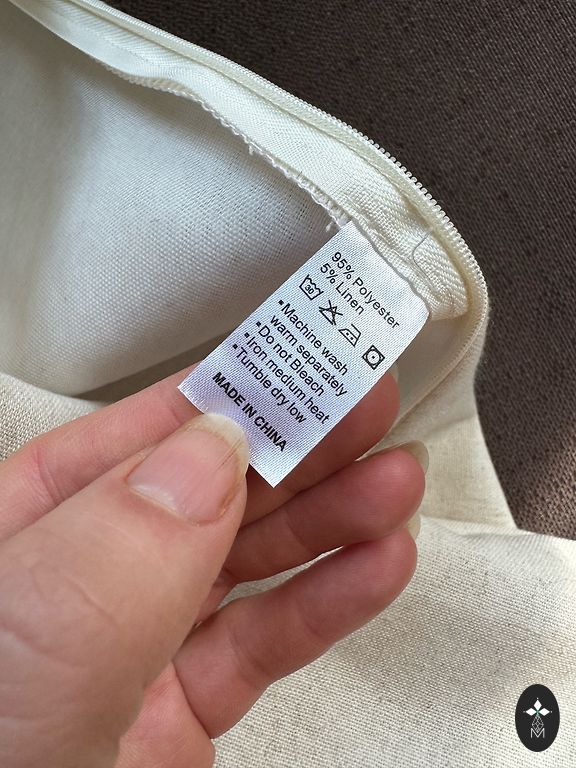 95% Polyester
5% Linen
30
▪Machine wash
warm separately
▪Do not Bleach
▪Iron medium heat
▪Tumble dry low
MADE IN CHINA
M